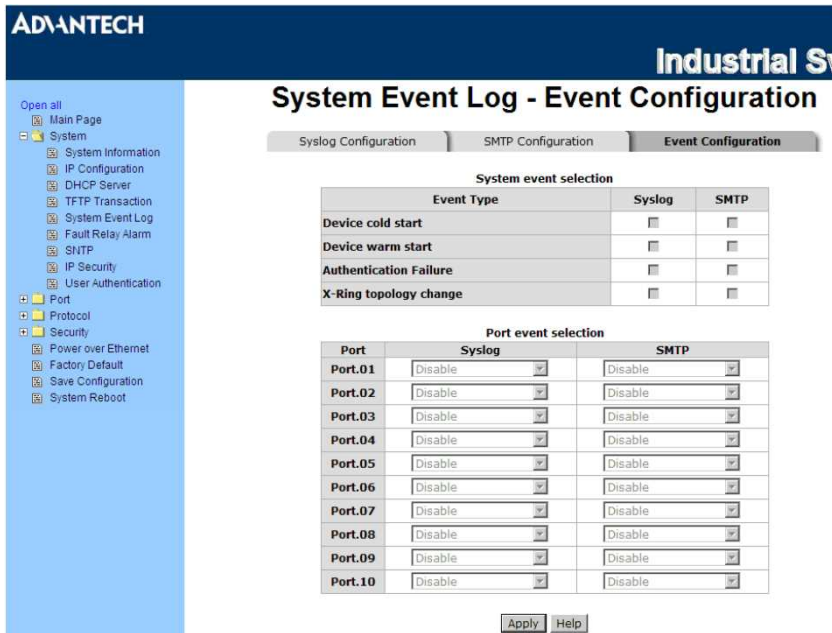 ADVANTECH
Industrial
System Event Log - Event Configuration
Open all
Main Page
System
System Information
IP Configuration
DHCP Server
TFTP Transaction
System Event Log
Fault Relay Alarm
SNTP
IP Security
User Authentication
Port
Protocol
Security
Power over Ethernet
Factory Default
Save Configuration
System Reboot
Syslog Configuration SMTP Configuration Event Configuration
System event selection
Event Type Syslog SMTP
Device cold start
Device warm start
Authentication Failure
X-Ring topology change
Port event selection
Port Syslog SMTP
Port.01 Disable Disable
Port.02 Disable Disable
Port.03 Disable Disable
Port.04 Disable Disable
Port.05 Disable Disable
Port.06 Disable Disable
Port.07 Disable Disable
Port.08 Disable Disable
Port.09 Disable Disable
Port.10 Disable Disable
Apply Help